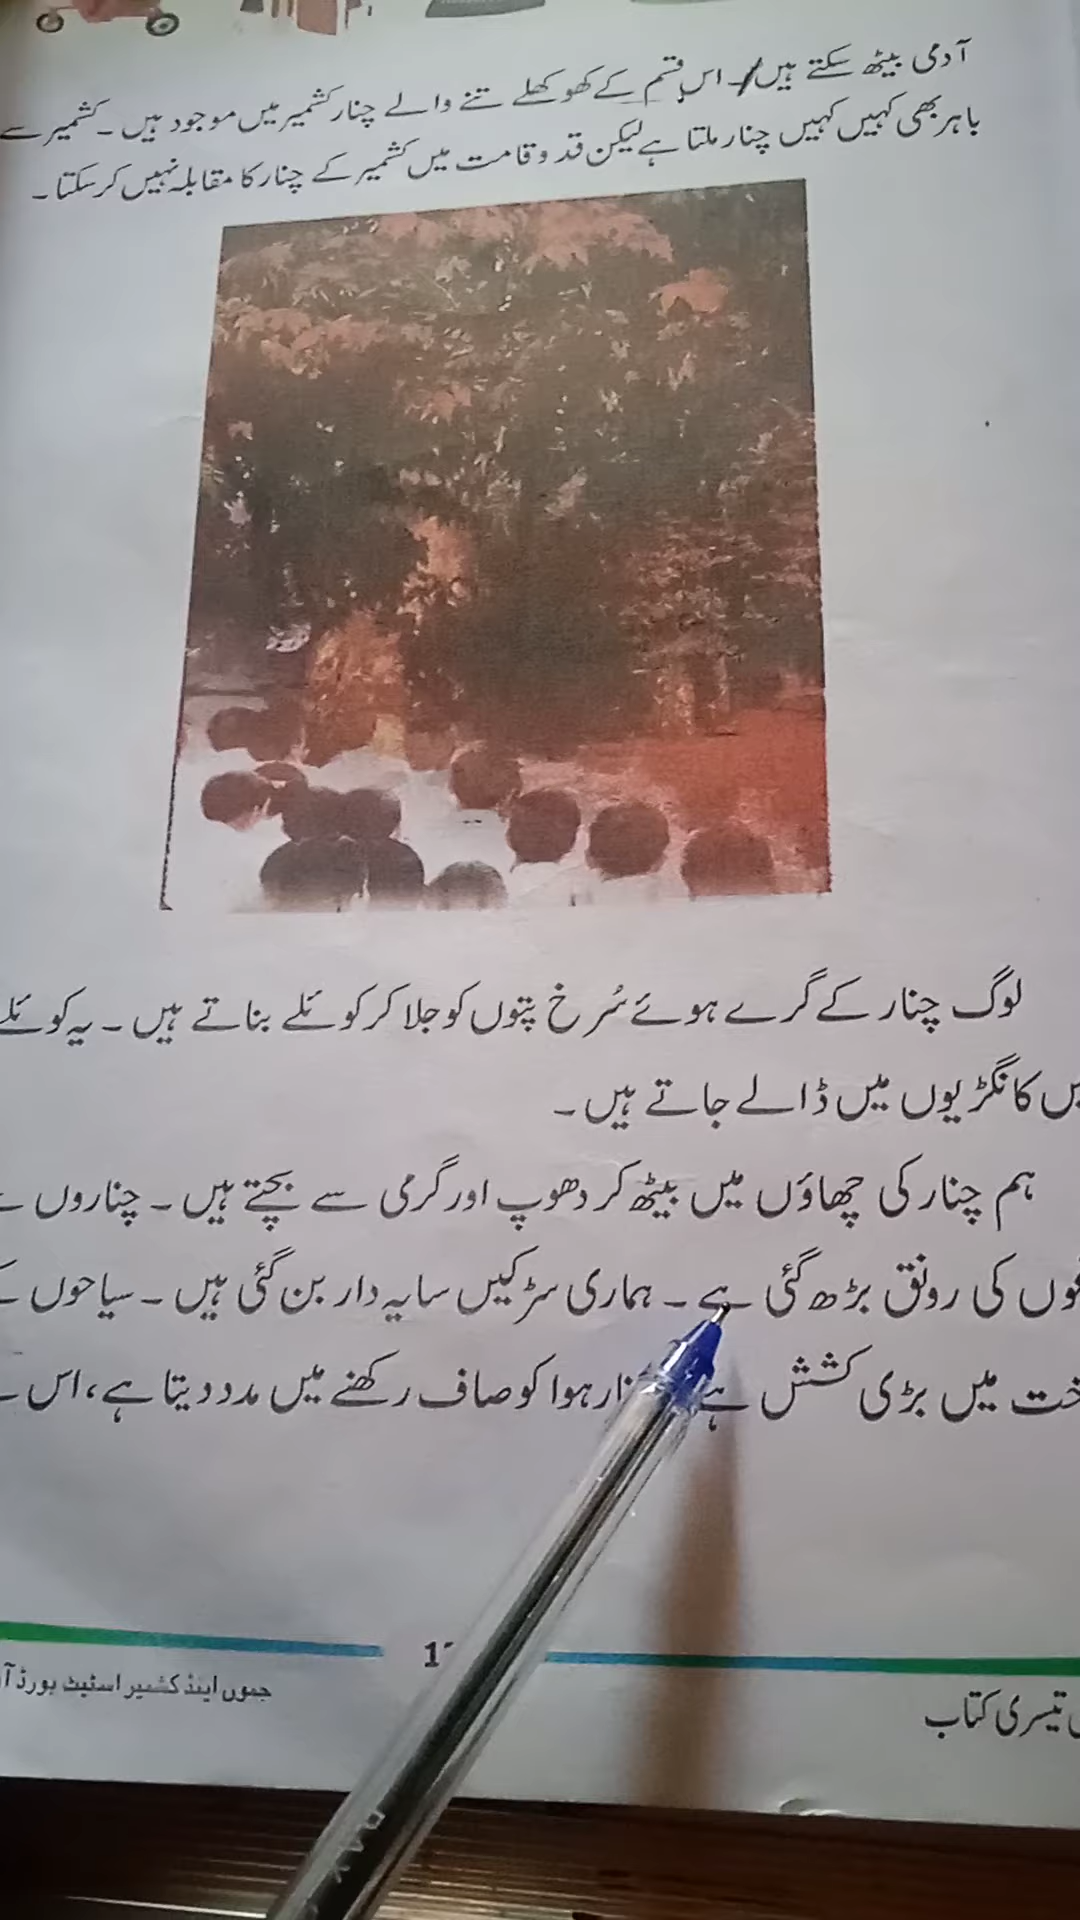 آدمی بیٹھ سکتے ہیں۔ اس قسم کے کھوکھلے تنے والے چنار کشمیر میں موجود ہیں۔ کشمیر سے
باہر بھی کہیں کہیں چنار ملتا ہے لیکن قد و قامت میں کشمیر کے چنار کا مقابلہ نہیں کر سکتا۔
لوگ چنار کے گرے ہوئے سُرخ پتوں کو جلا کر کوئلے بناتے ہیں۔ یہ کوئلے
کانگڑیوں میں ڈالے جاتے ہیں۔
ہم چنار کی چھاؤں میں بیٹھ کر دھوپ اور گرمی سے بچتے ہیں۔ چناروں
کی رونق بڑھ گئی ہے۔ ہماری سڑکیں سایہ دار بن گئی ہیں۔ سیاحوں
میں بڑی کشش ہے ہوا کو صاف رکھنے میں مدد دیتا ہے، اس
جموں اینڈ کشمیر اسٹیٹ بورڈ
تیسری کتاب